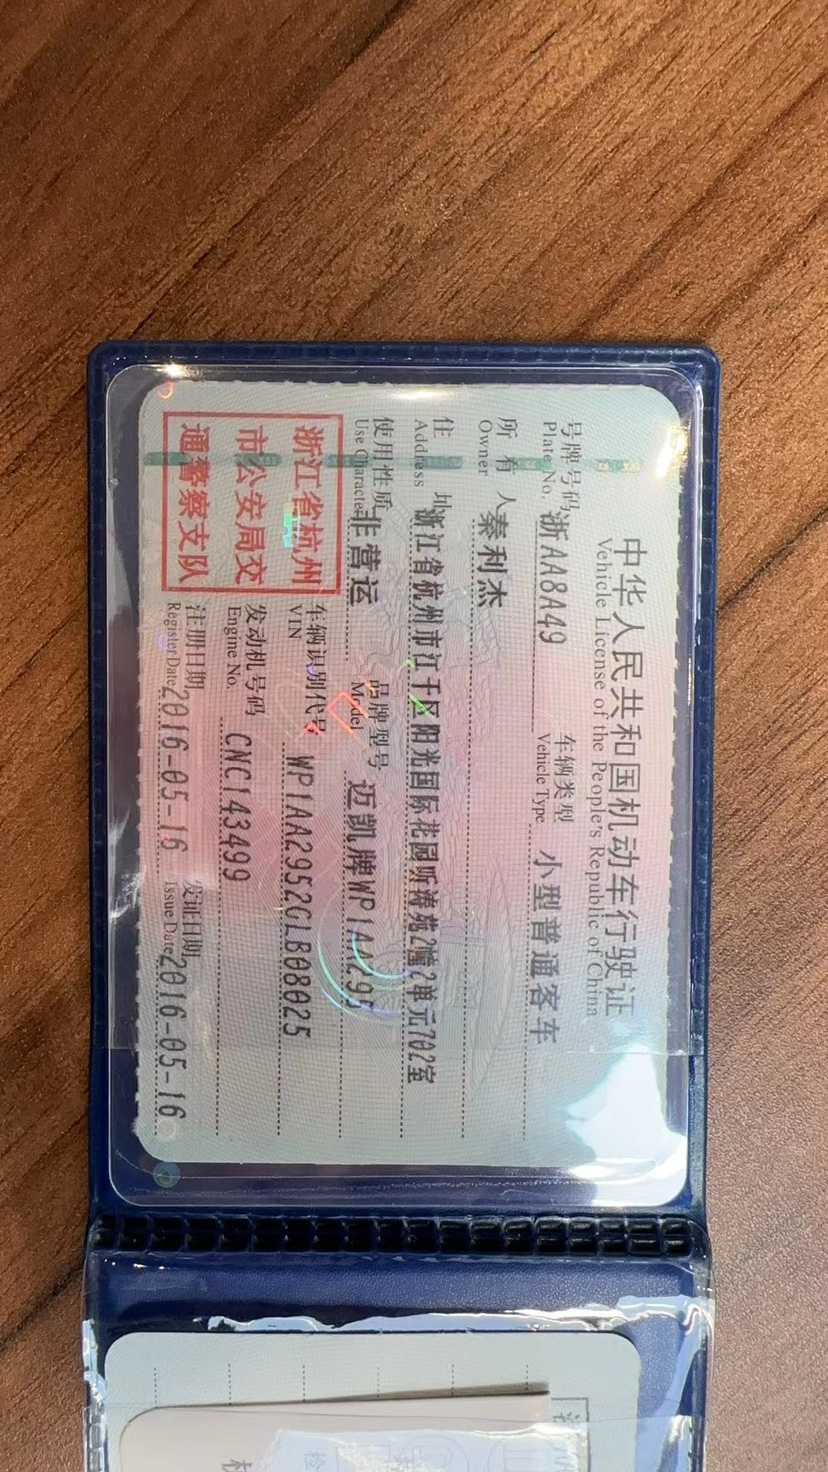 中华人民共和国机动车行驶证
Vehicle License of the People's Republic of China
号牌号码 浙AA8A49 车辆类型 小型普通客车
Plate No. Vehicle Type
所有人 秦利杰
Owner
住址 浙江省杭州市江干区阳光国际花园听涛苑2幢2单元702室
Address
使用性质 非营运 品牌型号 迈凯牌WP1AA295
Use Character Model
浙江省杭州
市公安局交
通警察支队
车辆识别代号 WP1AA2952GLB08025
VIN
发动机号码 CNC143499
Engine No.
注册日期 2016-05-16 发证日期 2016-05-16
Register Date Issue Date